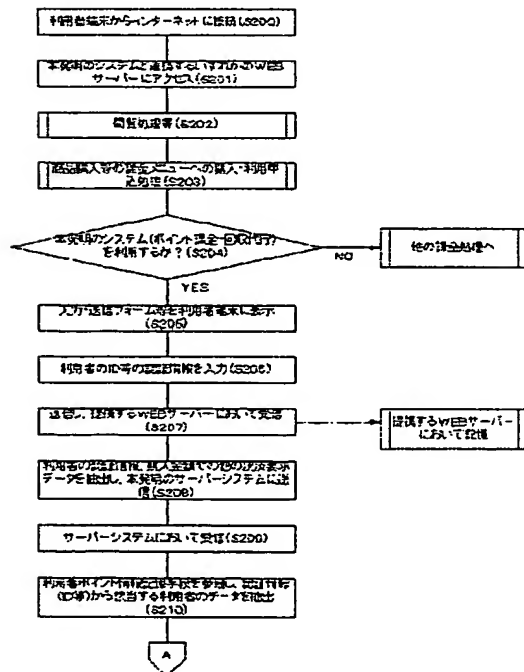 利用者端末からインターネットに接続(S200)
本発明のシステムと連携するいずれかのWEB
サーバーにアクセス(S201)
閲覧処理等(S202)
商品購入等の課金メニューへの購入・利用申
込処理(S203)
本発明のシステム(ポイント課金・回収代行)
を利用するか?(S204)
NO
他の課金処理へ
YES
入力・送信フォーム等を利用者端末に表示
(S205)
利用者のID等の認証情報を入力(S206)
送信し、提携するWEBサーバーにおいて受信
(S207)
提携するWEBサーバー
において記憶
利用者の認証情報、購入金額その他の決済要求
データを抽出し、本発明のサーバーシステムに送
信(S208)
サーバーシステムにおいて受信(S209)
利用者ポイント情報記憶手段を参照し、認証情報
(ID等)から該当する利用者のデータを抽出
(S210)
A